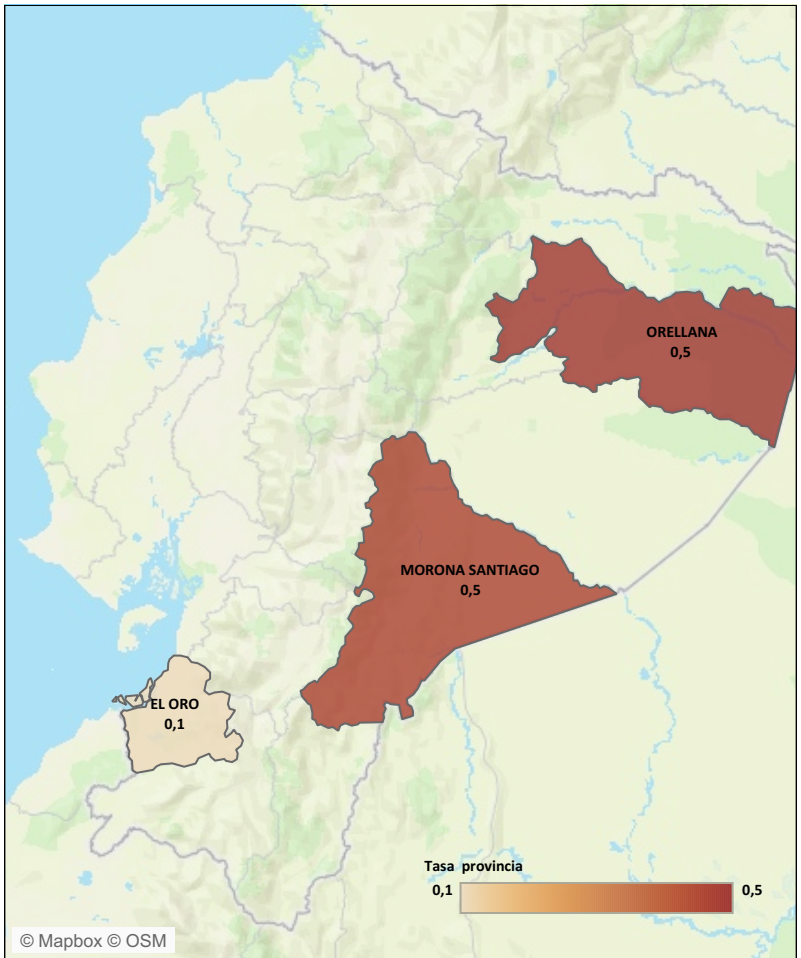 ORELLANA
0,5
MORONA SANTIAGO
0,5
EL ORO
0,1
Tasa provincia
0,1
0,5
© Mapbox © OSM